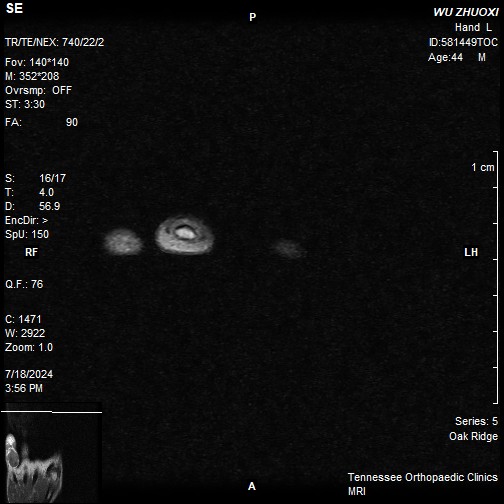 SE
P
WU ZHUOXI
Hand L
ID:581449TOC
Age:44 M
TR/TE/NEX: 740/22/2
Fov: 140*140
M: 352*208
Ovrsmp: OFF
ST: 3:30
FA: 90
1 cm
S: 16/17
T: 4.0
D: 56.9
EncDir: >
SpU: 150
RF
LH
Q.F.: 76
C: 1471
W: 2922
Zoom: 1.0
7/18/2024
3:56 PM
Series: 5
Oak Ridge
A
Tennessee Orthopaedic Clinics
MRI